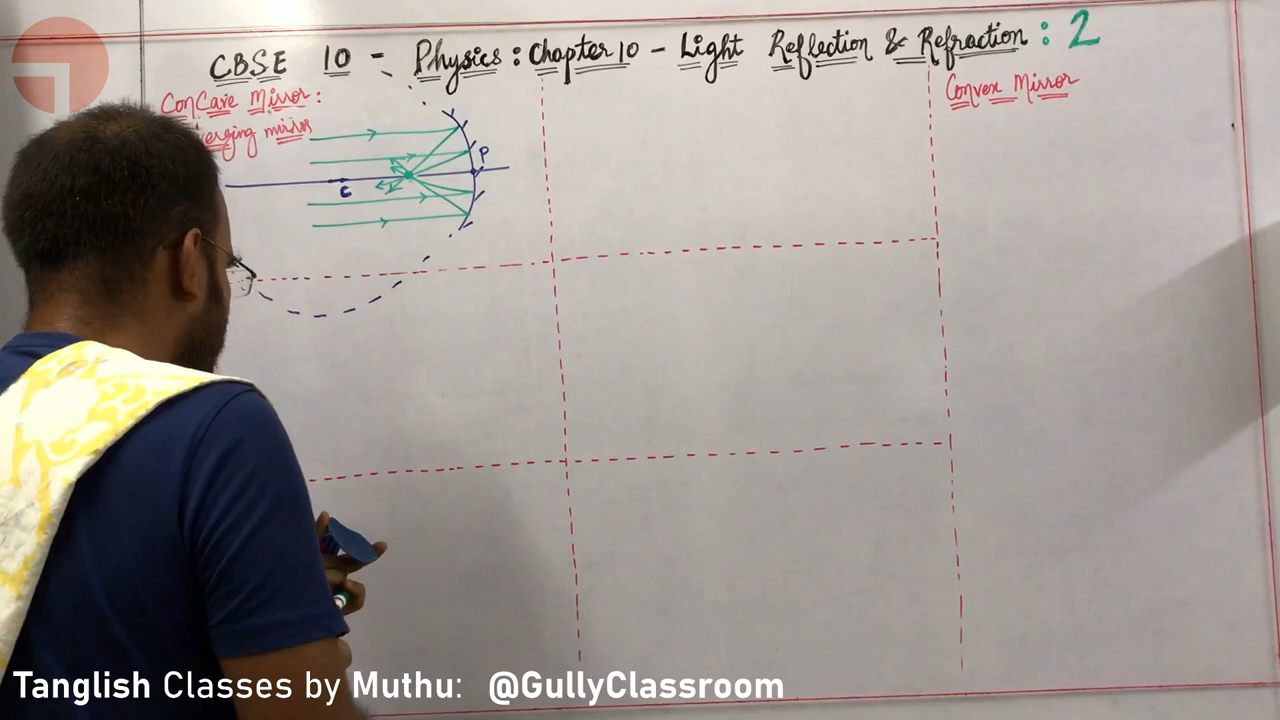 CBSE 10 - Physics : Chapter 10 - Light Reflection & Refraction : 2
ConCave Mirror :
mirror
Convex Mirror
P
C
Tanglish Classes by Muthu: @GullyClassroom